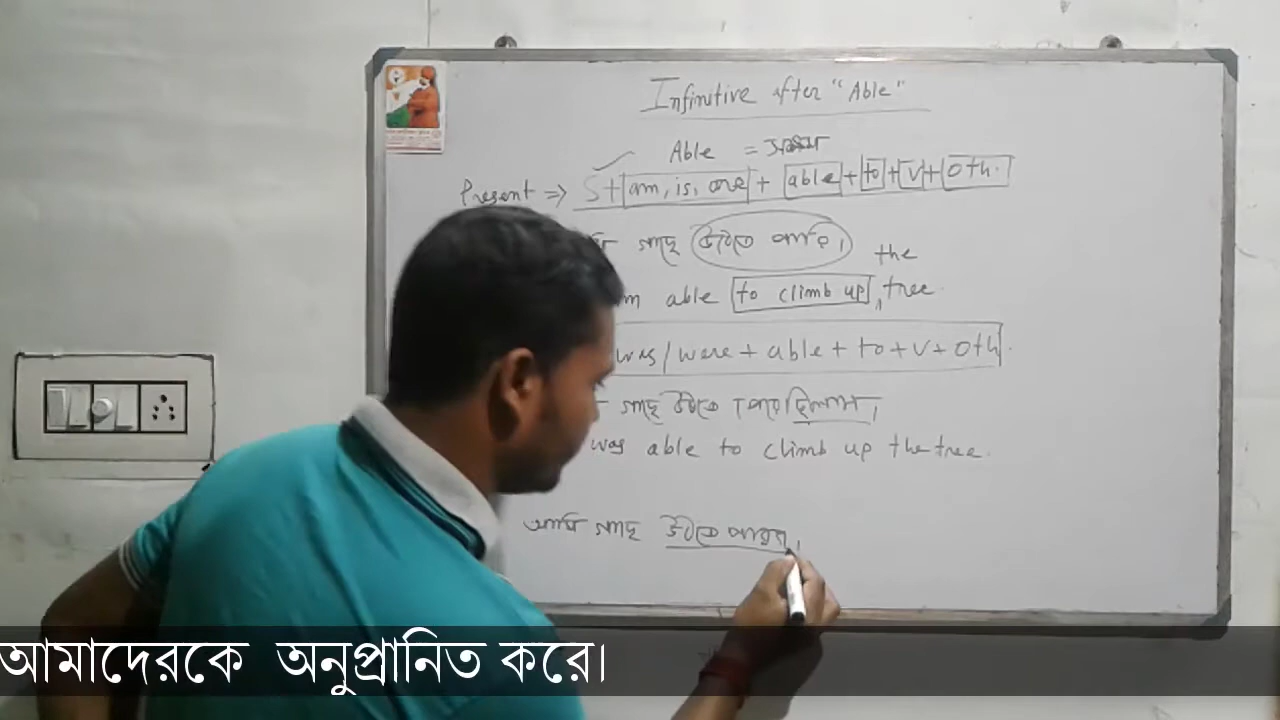 Infinitive after "Able"
Able = সক্ষম
Present => S + am, is, are + able + to + v + Oth.
গাছে উঠতে পারি।
the
am able to climb up tree.
was/were + able + to + v + Oth.
গাছে উঠতে পেরেছিলাম।
was able to climb up the tree.
আমি গাছে উঠতে পারব।
আমাদেরকে অনুপ্রানিত করে।